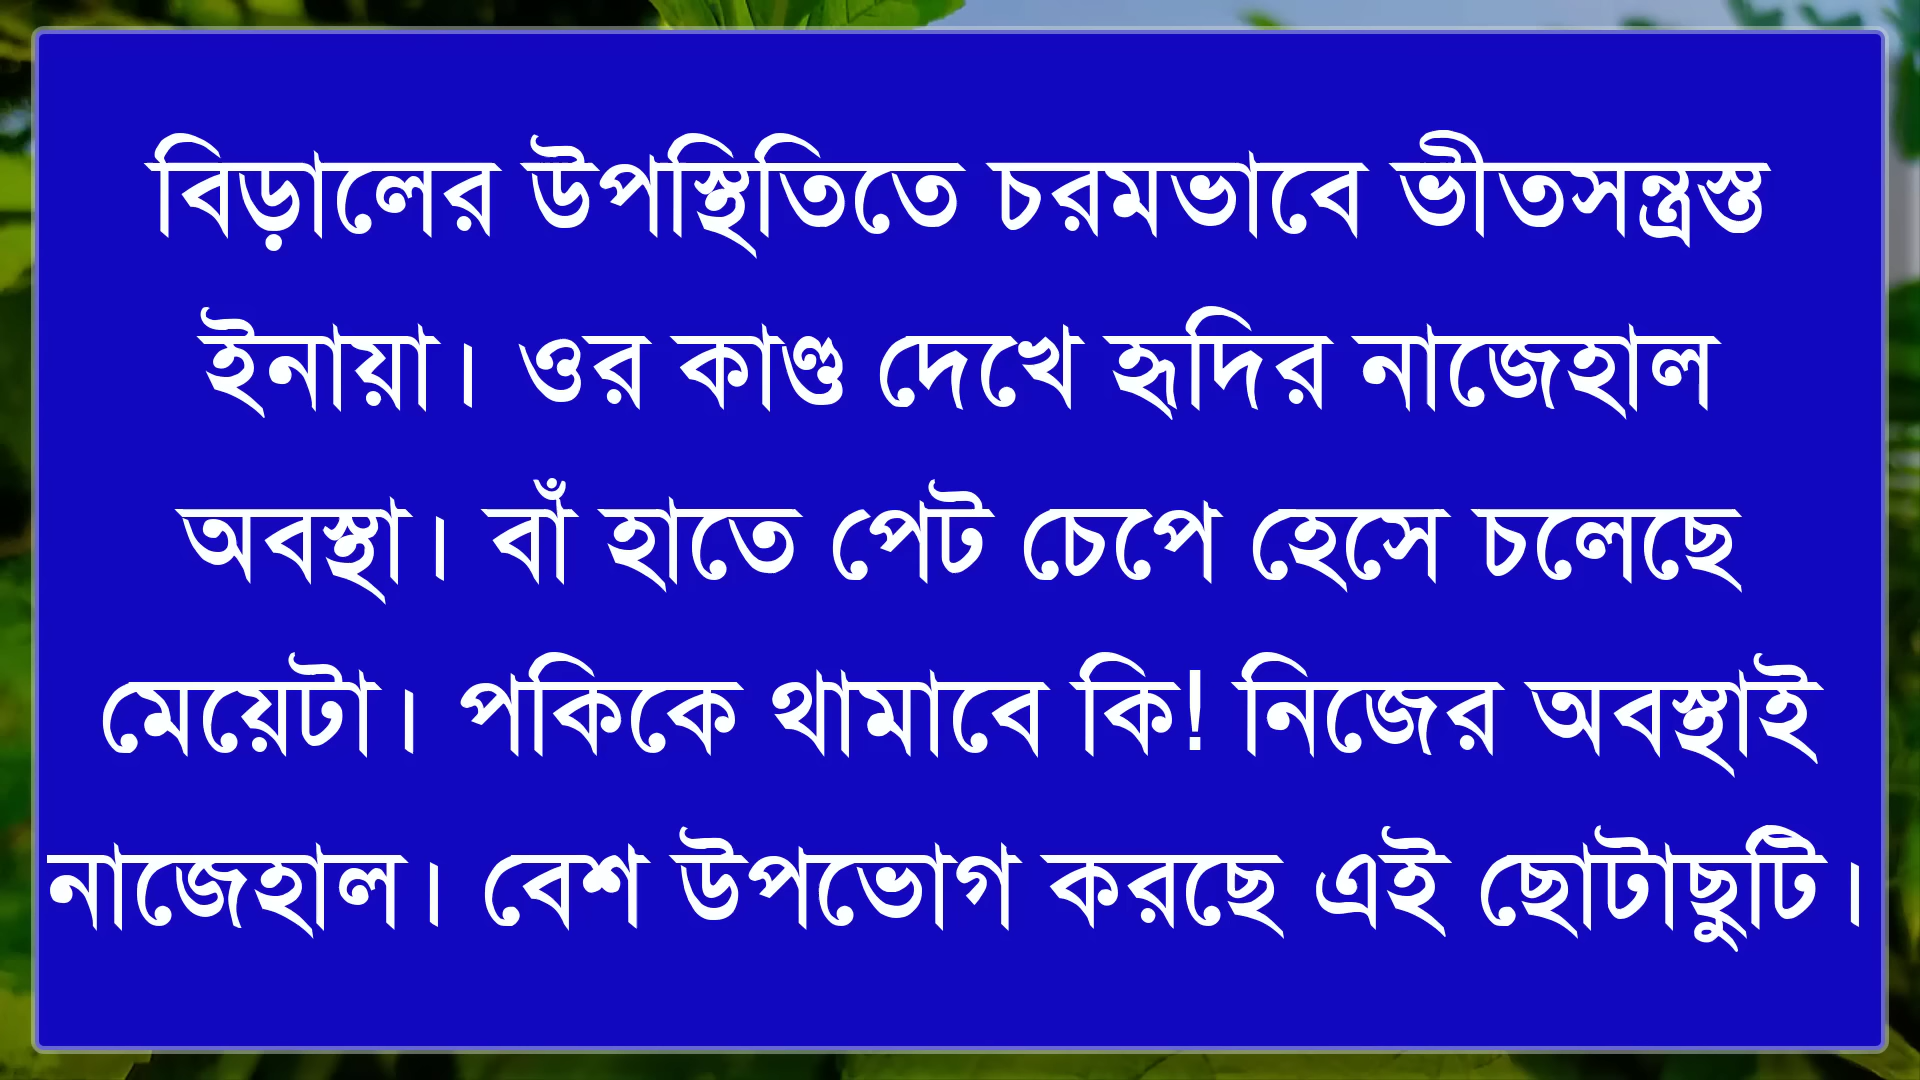 বিড়ালের উপস্থিতিতে চরমভাবে ভীতসন্ত্রস্ত
ইনায়া। ওর কাণ্ড দেখে হৃদির নাজেহাল
অবস্থা। বাঁ হাতে পেট চেপে হেসে চলেছে
মেয়েটা। পকিকে থামাবে কি! নিজের অবস্থাই
নাজেহাল। বেশ উপভোগ করছে এই ছোটাছুটি।